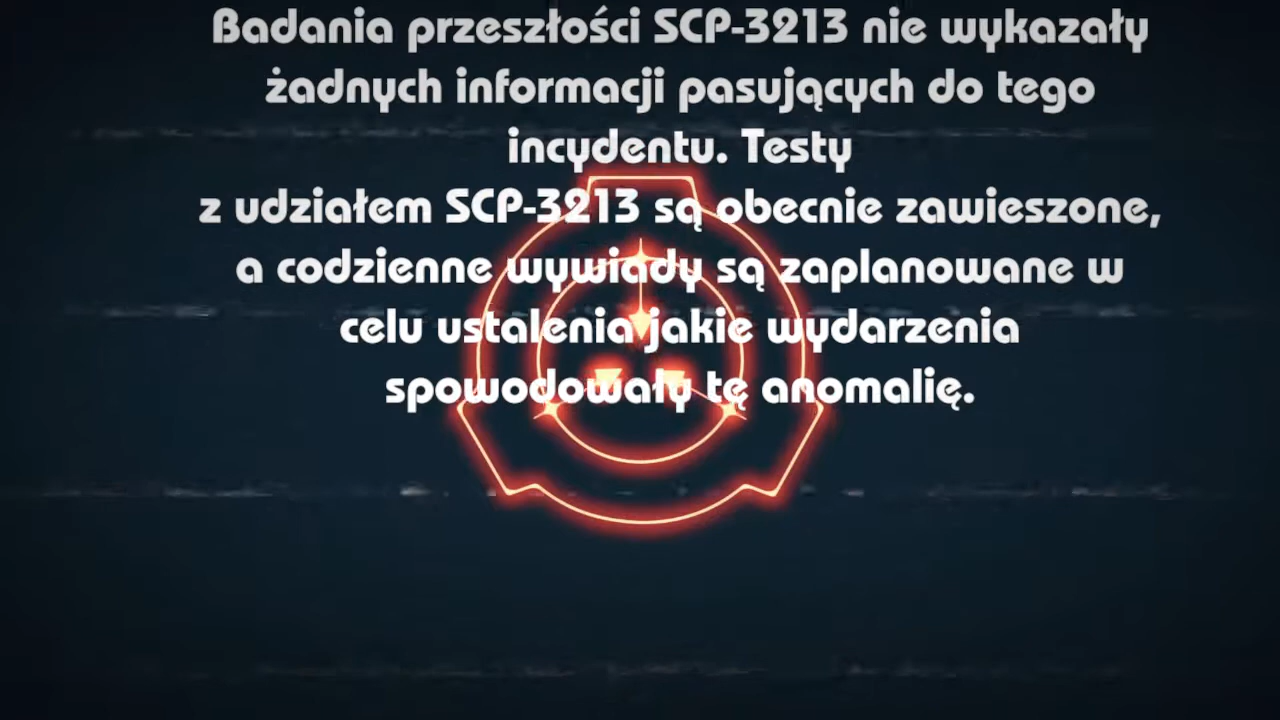 Badania przeszłości SCP-3213 nie wykazały
żadnych informacji pasujących do tego
incydentu. Testy
z udziałem SCP-3213 są obecnie zawieszone,
a codzienne wywiady są zaplanowane w
celu ustalenia jakie wydarzenia
spowodowały tę anomalię.